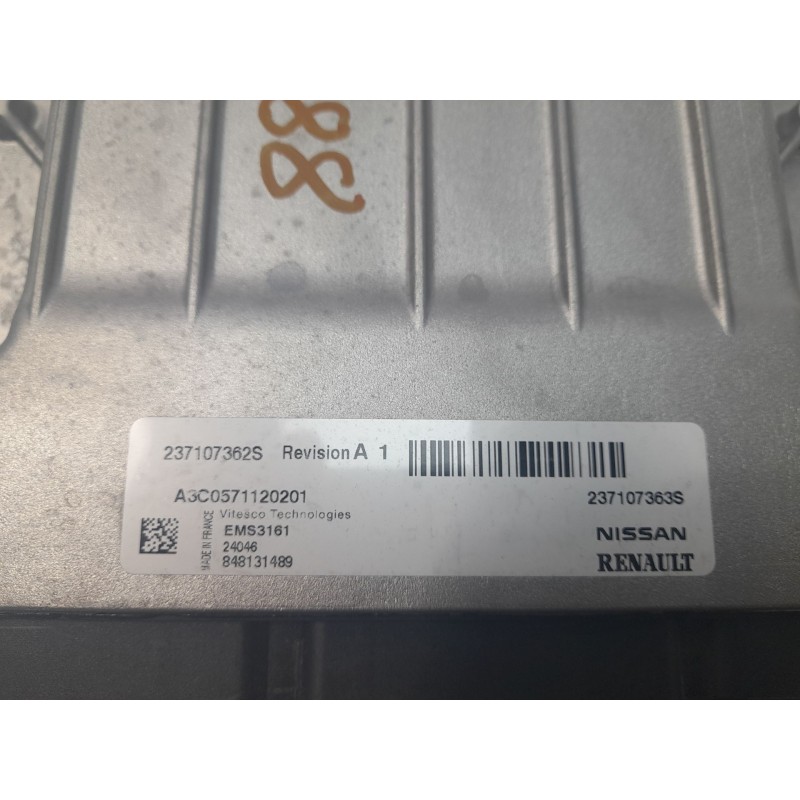 88
237107362S Revision A 1
A3C0571120201 237107363S
MADE IN FRANCE
Vitesco Technologies
EMS3161 NISSAN
24046
848131489 RENAULT